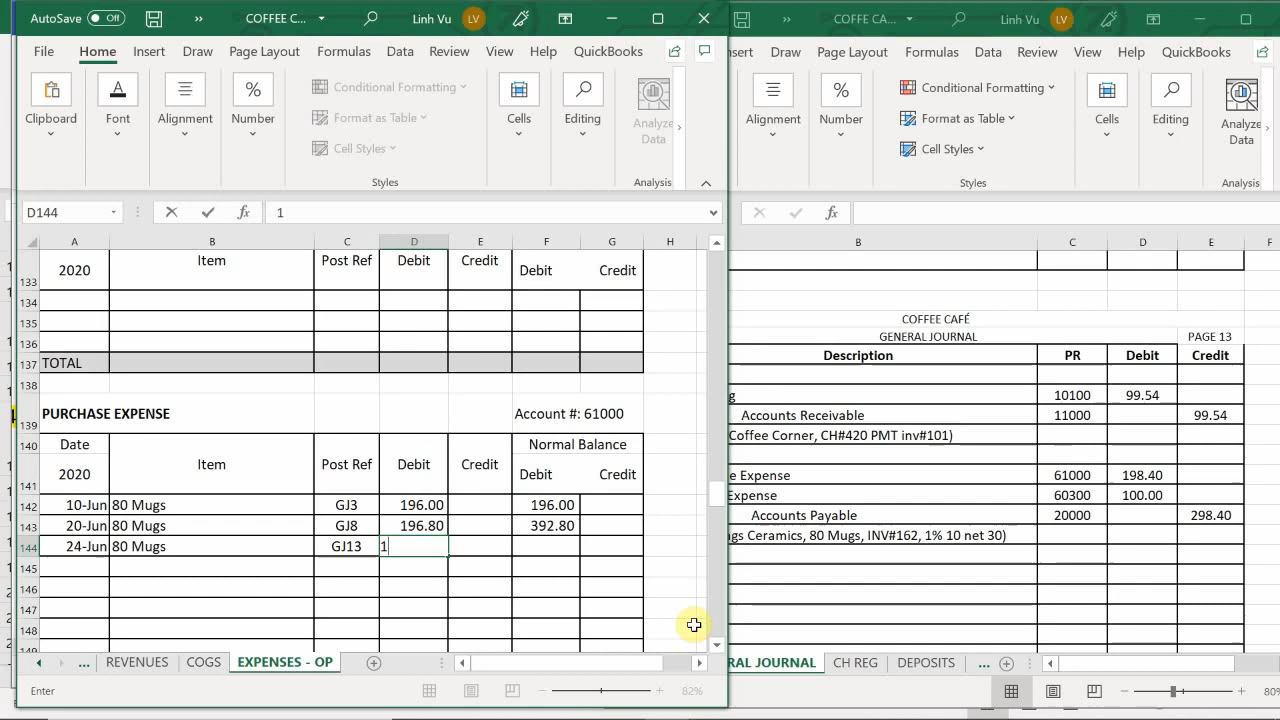 AutoSave Off » COFFEE C... Linh Vu LV
» COFFE CA... Linh Vu LV
File Home Insert Draw Page Layout Formulas Data Review View Help QuickBooks
nsert Draw Page Layout Formulas Data Review View Help QuickBooks
Clipboard Font Alignment Number Conditional Formatting Format as Table Cell Styles Cells Editing Analyze Data
Alignment Number Conditional Formatting Format as Table Cell Styles Cells Editing Analyze Data
Styles Analysis
Styles Analysis
D144 fx 1
fx
A B C D E F G H
B C D E F
133 2020 Item Post Ref Debit Credit Debit Credit
134
135
136
137 TOTAL
138
139 PURCHASE EXPENSE Account #: 61000
140 Date Normal Balance
141 2020 Item Post Ref Debit Credit Debit Credit
142 10-Jun 80 Mugs GJ3 196.00 196.00
143 20-Jun 80 Mugs GJ8 196.80 392.80
144 24-Jun 80 Mugs GJ13 1
145
146
147
148
149
COFFEE CAFÉ
GENERAL JOURNAL PAGE 13
Description PR Debit Credit
g 10100 99.54
Accounts Receivable 11000 99.54
Coffee Corner, CH#420 PMT inv#101)
e Expense 61000 198.40
Expense 60300 100.00
Accounts Payable 20000 298.40
gs Ceramics, 80 Mugs, INV#162, 1% 10 net 30)
... REVENUES COGS EXPENSES - OP
RAL JOURNAL CH REG DEPOSITS ...
Enter 82%
80%